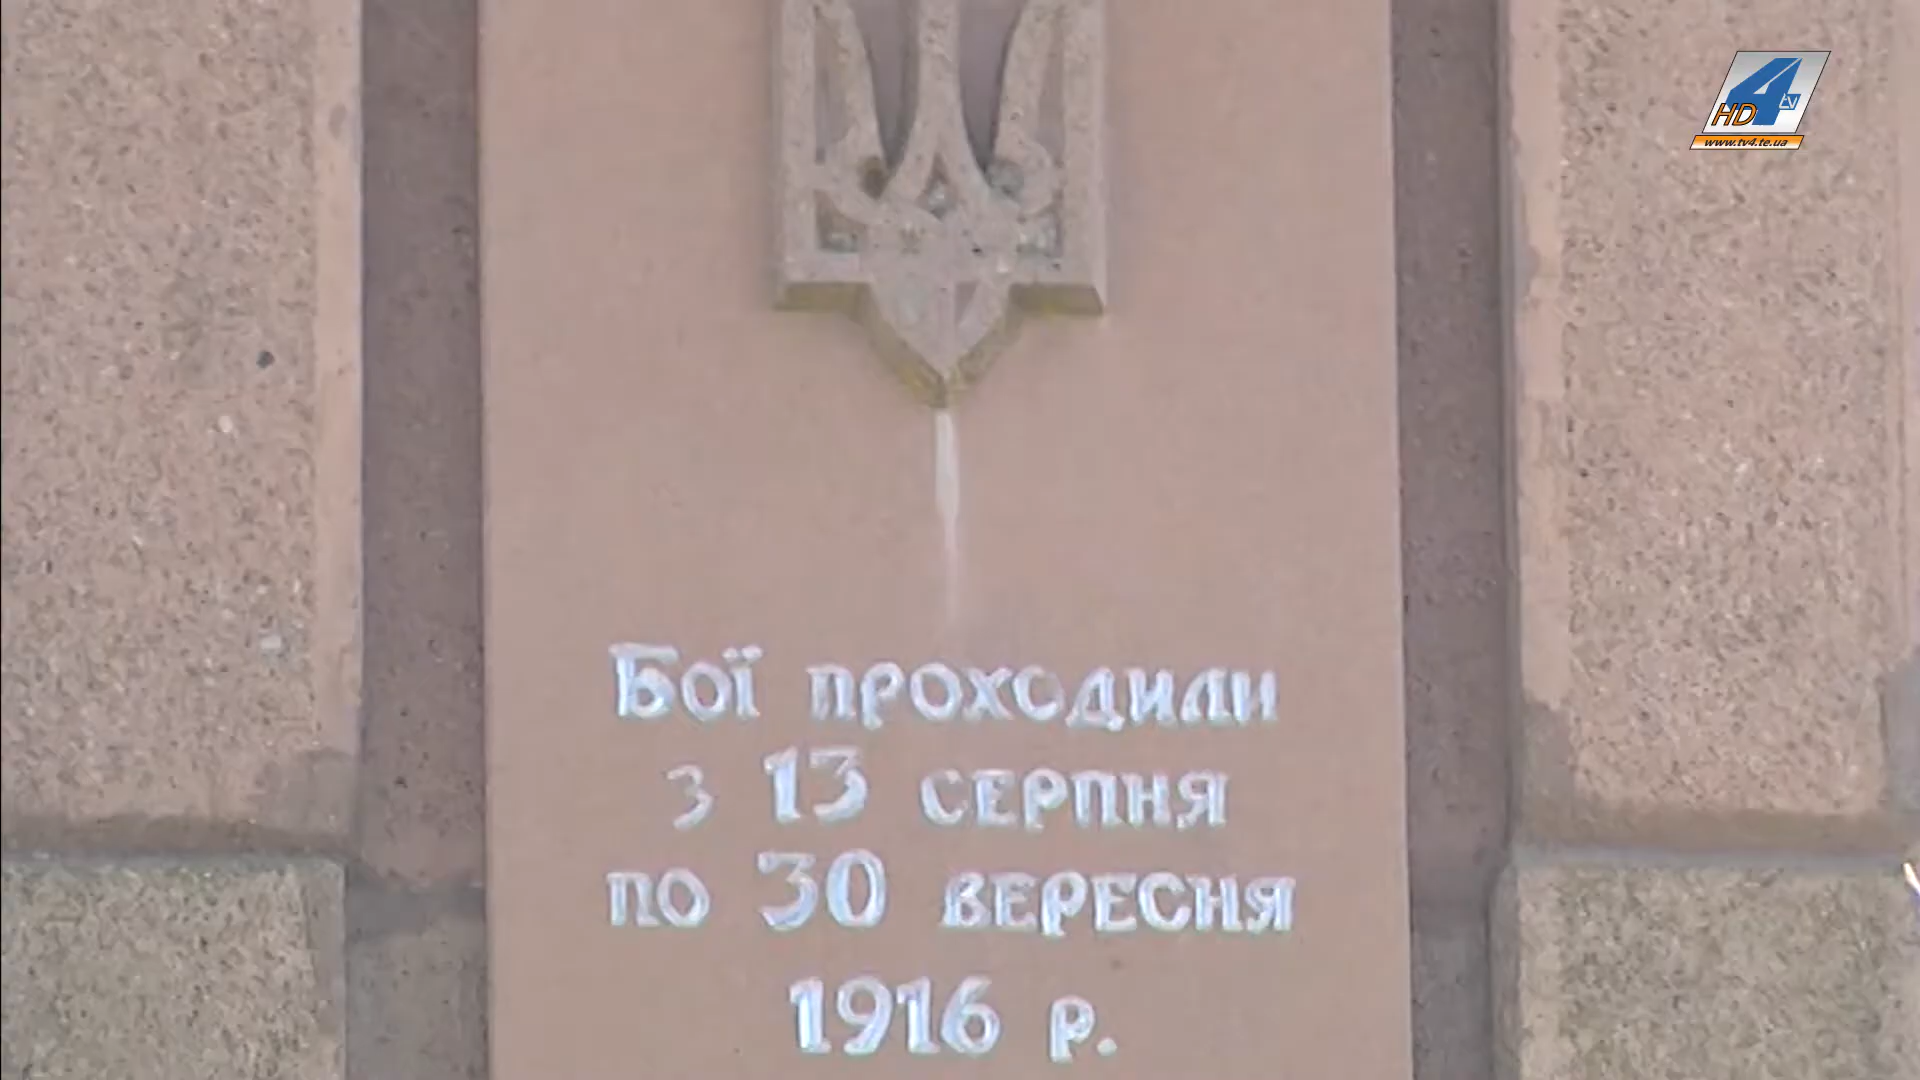 4 tv
HD
www.tv4.te.ua
Бої проходили
з 13 серпня
по 30 вересня
1916 р.